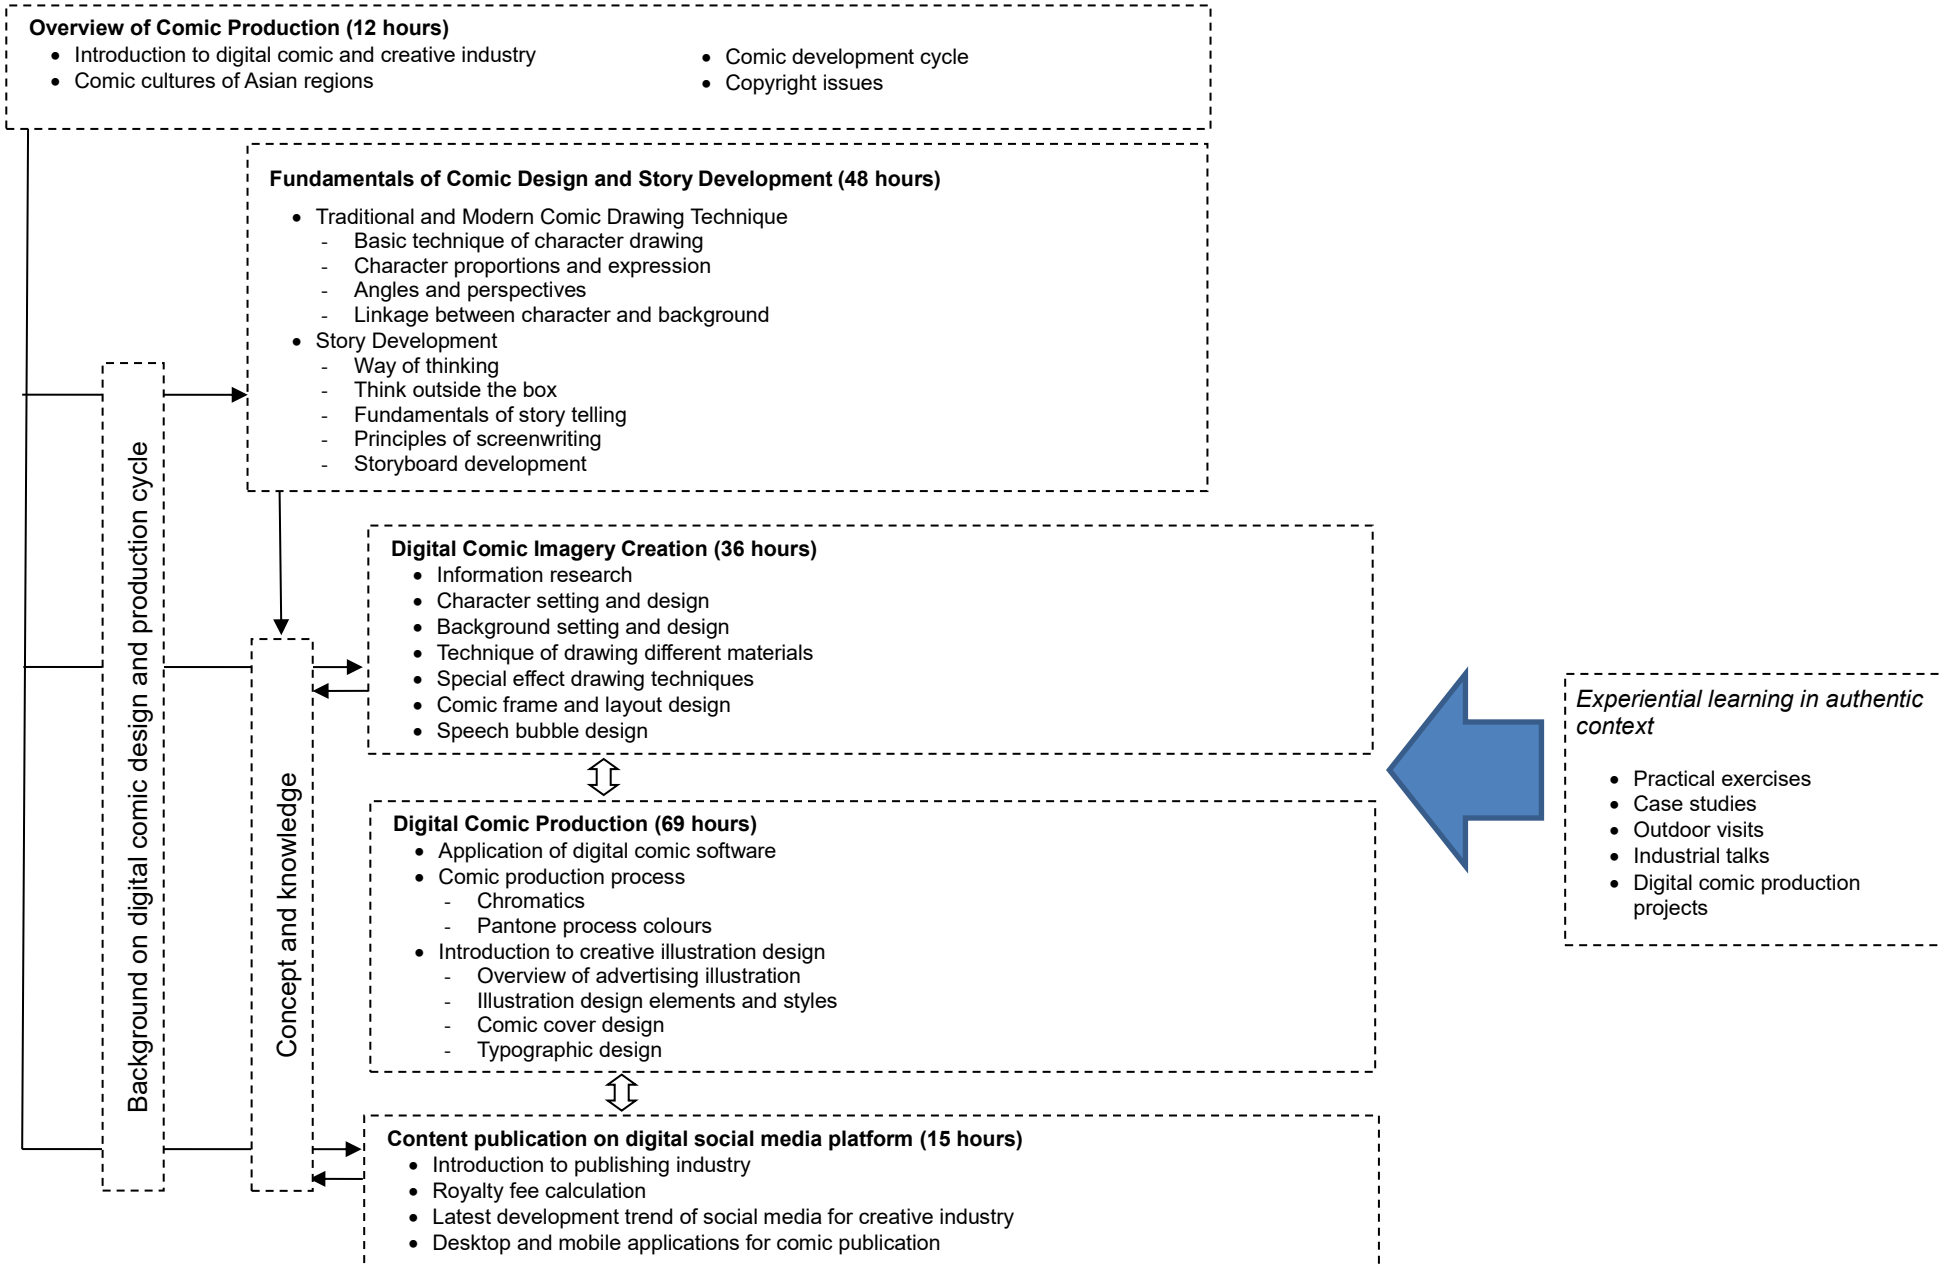 Overview of Comic Production (12 hours)
• Introduction to digital comic and creative industry
• Comic cultures of Asian regions
• Comic development cycle
• Copyright issues
Fundamentals of Comic Design and Story Development (48 hours)
• Traditional and Modern Comic Drawing Technique
- Basic technique of character drawing
- Character proportions and expression
- Angles and perspectives
- Linkage between character and background
• Story Development
- Way of thinking
- Think outside the box
- Fundamentals of story telling
- Principles of screenwriting
- Storyboard development
Background on digital comic design and production cycle
Concept and knowledge
Digital Comic Imagery Creation (36 hours)
• Information research
• Character setting and design
• Background setting and design
• Technique of drawing different materials
• Special effect drawing techniques
• Comic frame and layout design
• Speech bubble design
Digital Comic Production (69 hours)
• Application of digital comic software
• Comic production process
- Chromatics
- Pantone process colours
• Introduction to creative illustration design
- Overview of advertising illustration
- Illustration design elements and styles
- Comic cover design
- Typographic design
Content publication on digital social media platform (15 hours)
• Introduction to publishing industry
• Royalty fee calculation
• Latest development trend of social media for creative industry
• Desktop and mobile applications for comic publication
Experiential learning in authentic
context
• Practical exercises
• Case studies
• Outdoor visits
• Industrial talks
• Digital comic production
projects